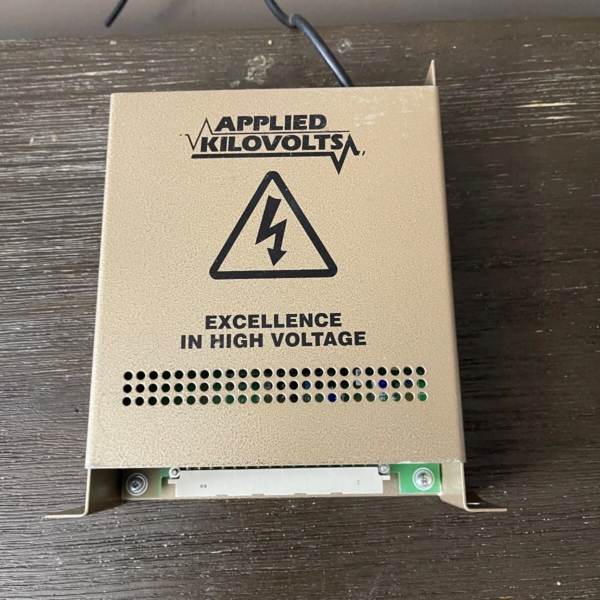 APPLIED
KILOVOLTS
EXCELLENCE
IN HIGH VOLTAGE